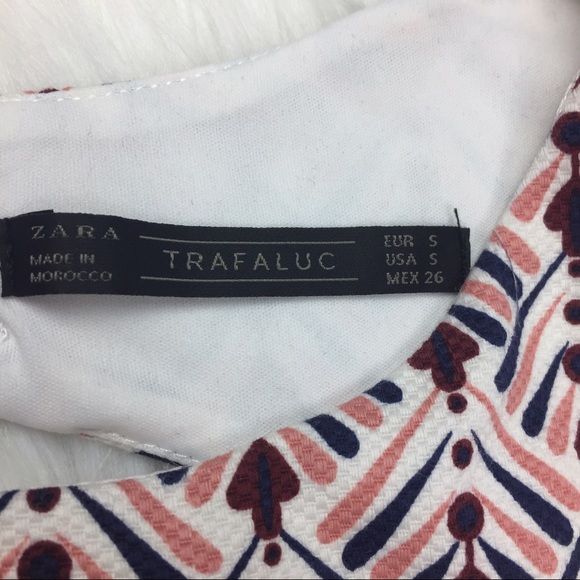 ZARA
MADE IN
MOROCCO
TRAFALUC
EUR S
USA S
MEX 26